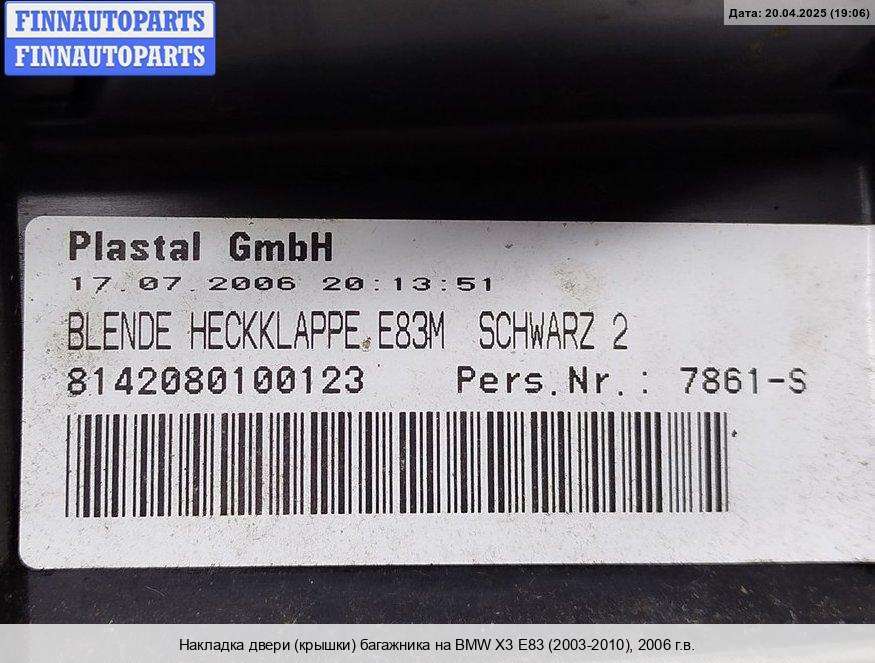 FINNAUTOPARTS
FINNAUTOPARTS
Дата: 20.04.2025 (19:06)
Plastal GmbH
17.07.2006 20:13:51
BLENDE HECKKLAPPE E83M SCHWARZ 2
8142080100123 Pers.Nr.: 7861-S
Накладка двери (крышки) багажника на BMW X3 E83 (2003-2010), 2006 г.в.